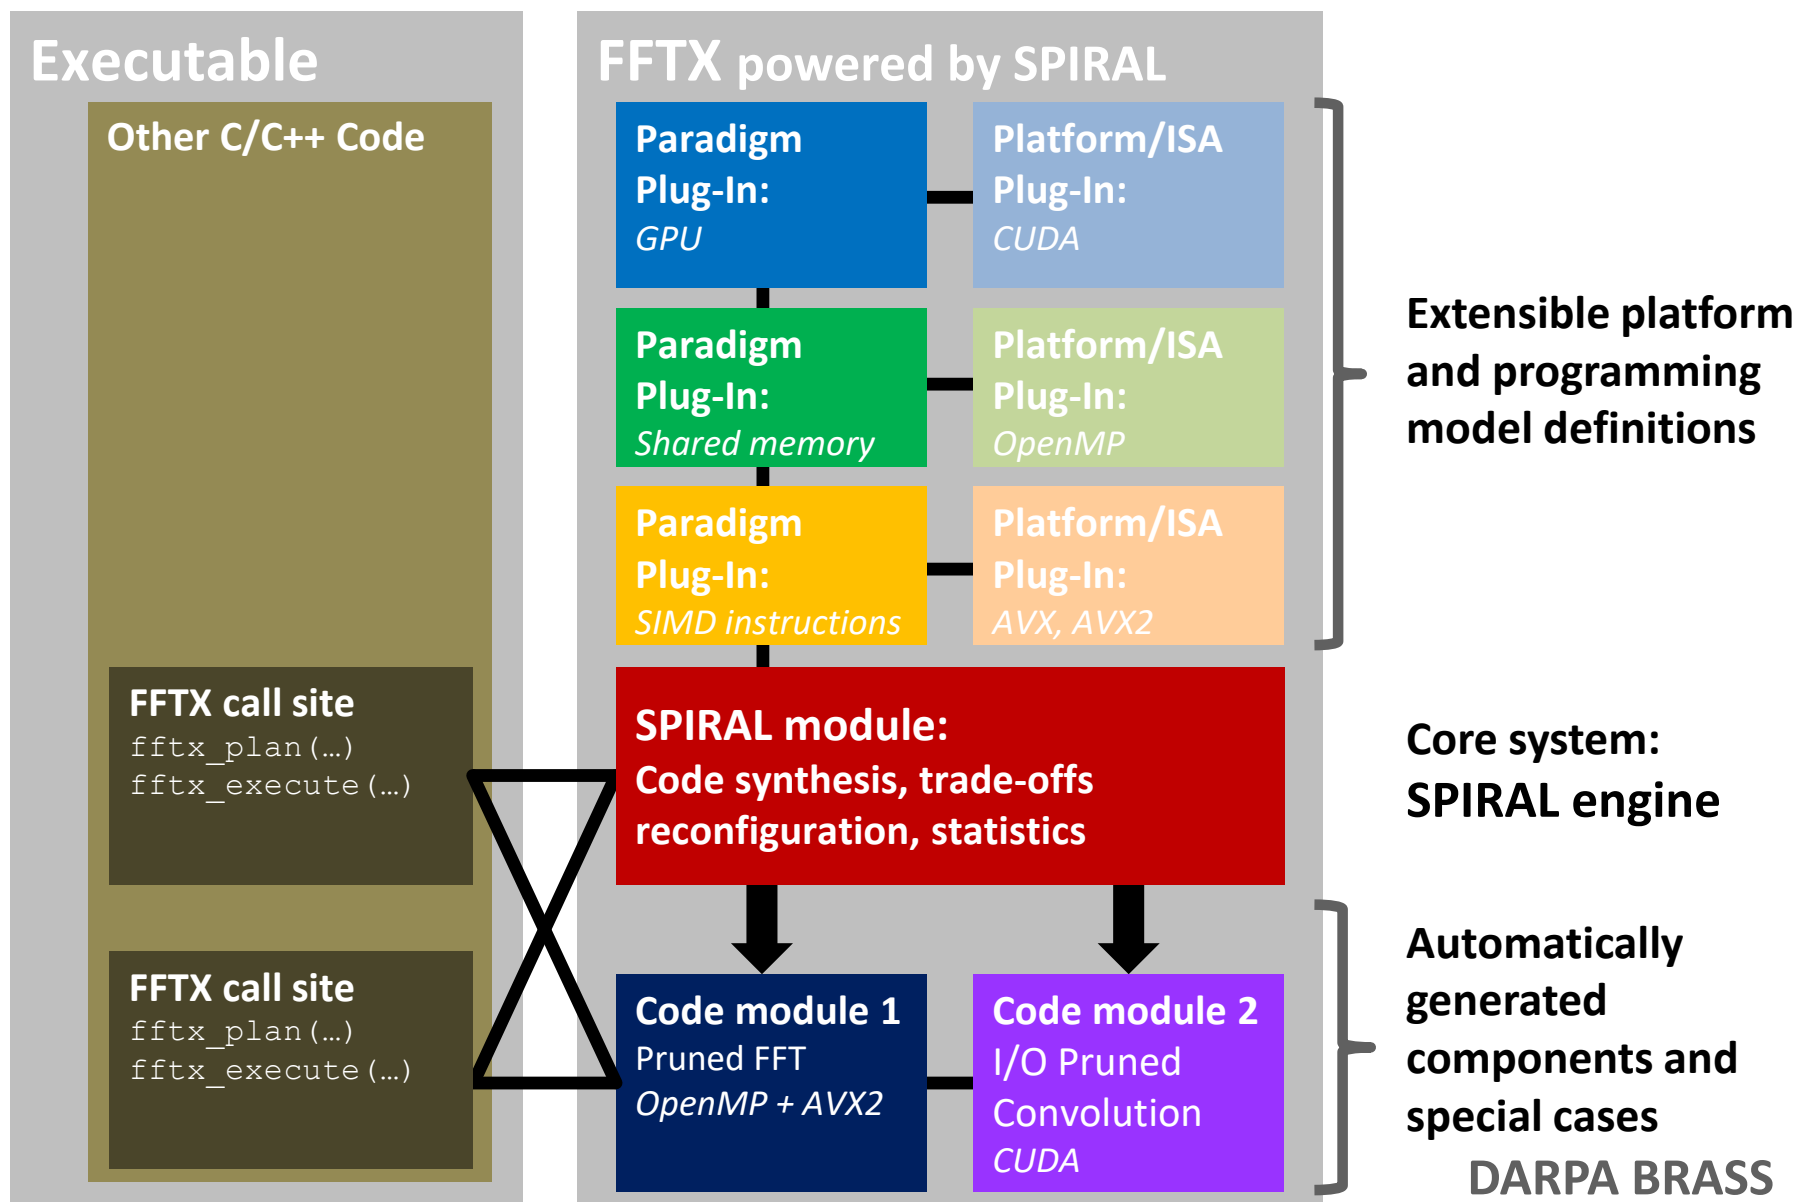 Executable
Other C/C++ Code
FFTX call site
fftx_plan(…)
fftx_execute(…)
FFTX call site
fftx_plan(…)
fftx_execute(…)
FFTX powered by SPIRAL
Paradigm
Plug-In:
GPU
Platform/ISA
Plug-In:
CUDA
Paradigm
Plug-In:
Shared memory
Platform/ISA
Plug-In:
OpenMP
Paradigm
Plug-In:
SIMD instructions
Platform/ISA
Plug-In:
AVX, AVX2
SPIRAL module:
Code synthesis, trade-offs
reconfiguration, statistics
Code module 1
Pruned FFT
OpenMP + AVX2
Code module 2
I/O Pruned
Convolution
CUDA
Extensible platform
and programming
model definitions
Core system:
SPIRAL engine
Automatically
generated
components and
special cases
DARPA BRASS